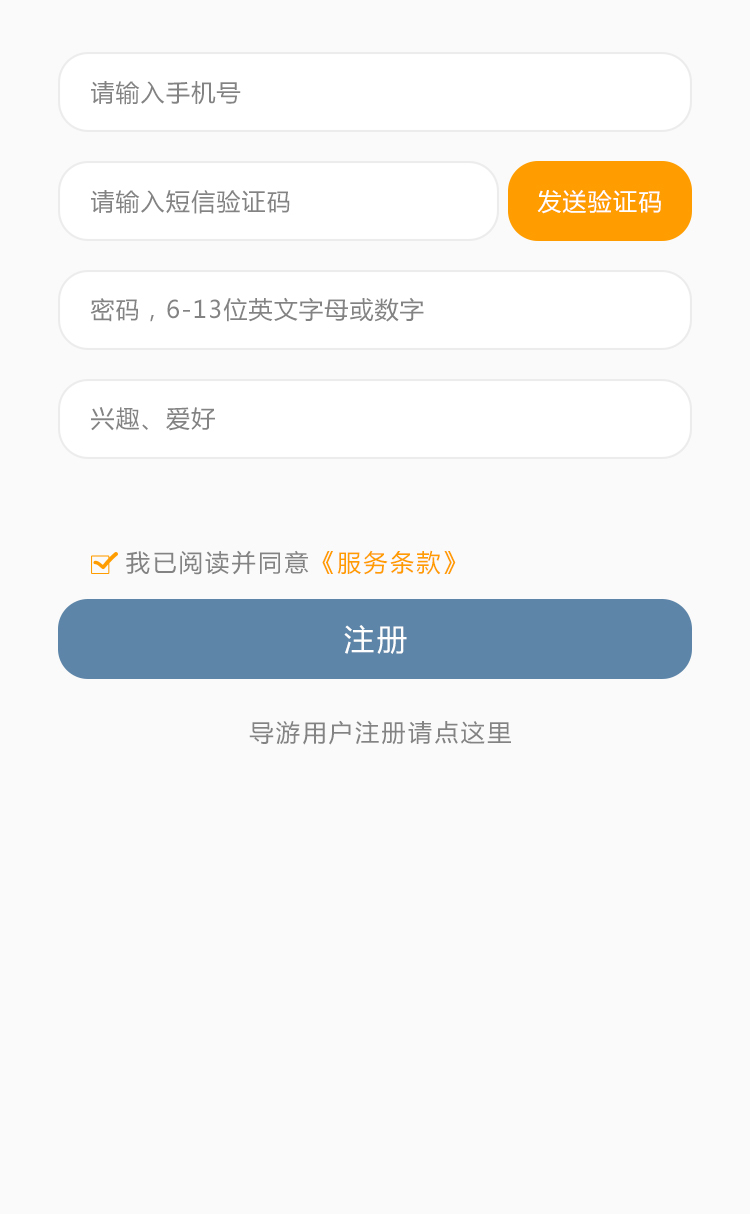 请输入手机号
请输入短信验证码 发送验证码
密码，6-13位英文字母或数字
兴趣、爱好
我已阅读并同意《服务条款》
注册
导游用户注册请点这里